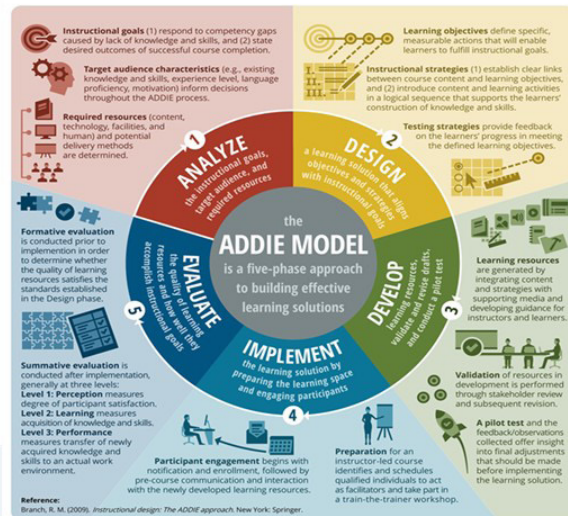 Instructional goals (1) respond to competency gaps
caused by lack of knowledge and skills, and (2) state
desired outcomes of successful course completion.
Target audience characteristics (e.g., existing
knowledge and skills, experience level, language
proficiency, motivation) inform decisions
throughout the ADDIE process.
Required resources (content,
technology, facilities, and
human) and potential
delivery methods
are determined.
1
ANALYZE
the instructional goals,
target audience, and
required resources
Learning objectives define specific,
measurable actions that will enable
learners to fulfill instructional goals.
Instructional strategies (1) establish clear links
between course content and learning objectives,
and (2) introduce content and learning activities
in a logical sequence that supports the learners'
construction of knowledge and skills.
Testing strategies provide feedback
on the learners' progress in meeting
the defined learning objectives.
2
DESIGN
a learning solution that aligns
objectives and strategies
with instructional goals
the
ADDIE MODEL
is a five-phase approach
to building effective
learning solutions
3
DEVELOP
learning resources,
validate and revise drafts,
and conduct a pilot test
Learning resources
are generated by
integrating content
and strategies with
supporting media and
developing guidance for
instructors and learners.
Validation of resources
in development is performed
through stakeholder review
and subsequent revision.
A pilot test and the
feedback/observations
collected offer insight
into final adjustments
that should be made
before implementing
the learning solution.
IMPLEMENT
the learning solution by
preparing the learning space
and engaging participants
4
Participant engagement begins with
notification and enrollment, followed by
pre-course communication and interaction
with the newly developed learning resources.
Preparation for an
instructor-led course
identifies and schedules
qualified individuals to act
as facilitators and take part in
a train-the-trainer workshop.
5
EVALUATE
the quality of learning
resources and how well they
accomplish instructional goals
Formative evaluation
is conducted prior to
implemention in order
to determine whether
the quality of learning
resources satisfies the
standards established
in the Design phase.
Summative evaluation is
conducted after implementation,
generally at three levels:
Level 1: Perception measures
degree of participant satisfaction.
Level 2: Learning measures
acquisition of knowledge and skills.
Level 3: Performance
measures transfer of newly
acquired knowledge and
skills to an actual work
environment.
Reference:
Branch, R. M. (2009). Instructional design: The ADDIE approach. New York: Springer.